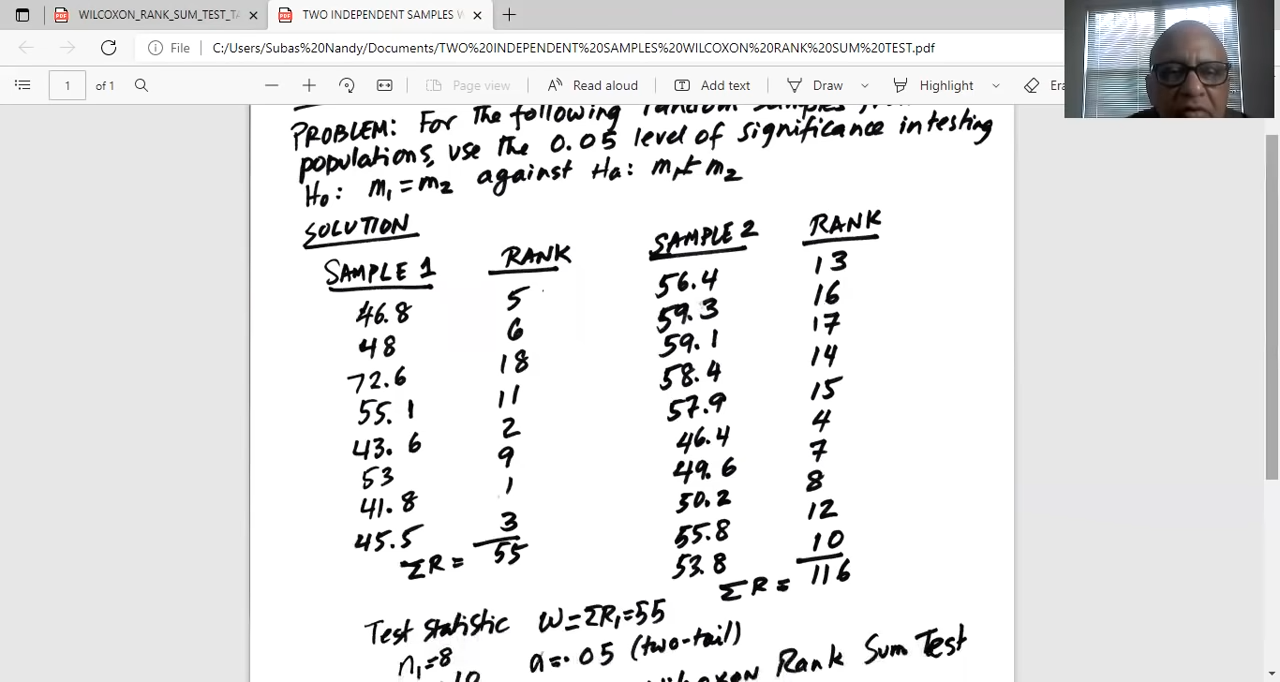 WILCOXON_RANK_SUM_TEST_TA
TWO INDEPENDENT SAMPLES W
File C:/Users/Subas%20Nandy/Documents/TWO%20INDEPENDENT%20SAMPLES%20WILCOXON%20RANK%20SUM%20TEST.pdf
1 of 1 Page view Read aloud Add text Draw Highlight Era
PROBLEM: For the following random samples from
populations, use the 0.05 level of significance in testing
Ho: m₁ = m₂ against Ha: m₁ ≠ m₂
SOLUTION
SAMPLE 1 RANK SAMPLE 2 RANK
46.8 5 56.4 13
48 6 59.3 16
72.6 18 59.1 17
55.1 11 58.4 14
43.6 2 57.9 15
53 9 46.4 4
41.8 1 49.6 7
45.5 3 50.2 8
55.8 12
53.8 10
ΣR = 55 ΣR = 116
Test Statistic W = ΣR₁ = 55
n₁ = 8 α = .05 (two-tail)
10 Wilcoxon Rank Sum Test